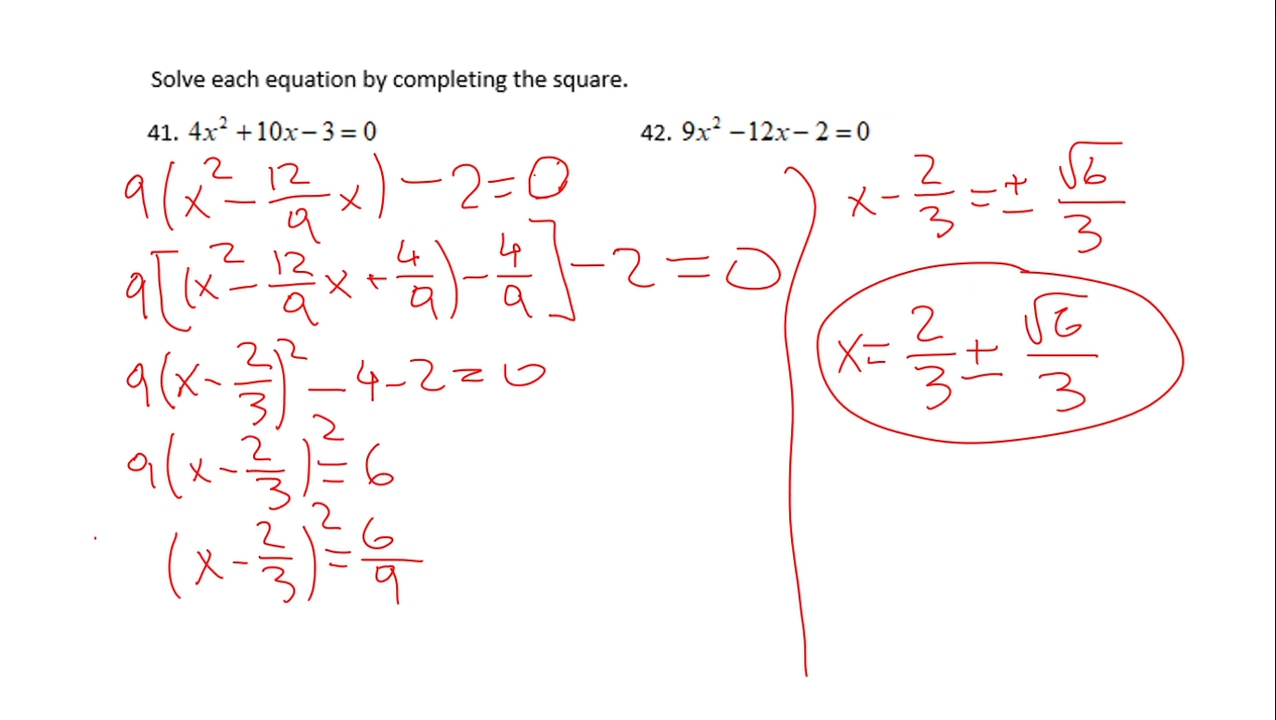 Solve each equation by completing the square.
41. 4x² + 10x − 3 = 0
42. 9x² − 12x − 2 = 0
9(x² − 12/9 x) − 2 = 0
9[(x² − 12/9 x + 4/9) − 4/9] − 2 = 0
9(x − 2/3)² − 4 − 2 = 0
9(x − 2/3)² = 6
(x − 2/3)² = 6/9
x − 2/3 = ± √6/3
x = 2/3 ± √6/3